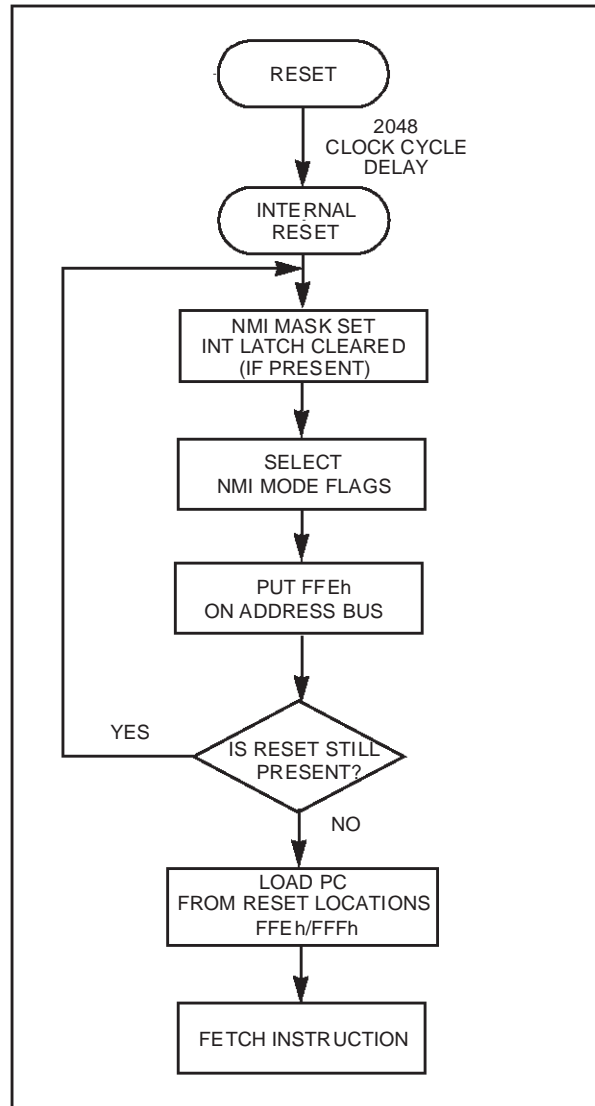 RESET
2048
CLOCK CYCLE
DELAY
INTERNAL
RESET
NMI MASK SET
INT LATCH CLEARED
(IF PRESENT)
SELECT
NMI MODE FLAGS
PUT FFEh
ON ADDRESS BUS
YES
IS RESET STILL
PRESENT?
NO
LOAD PC
FROM RESET LOCATIONS
FFEh/FFFh
FETCH INSTRUCTION